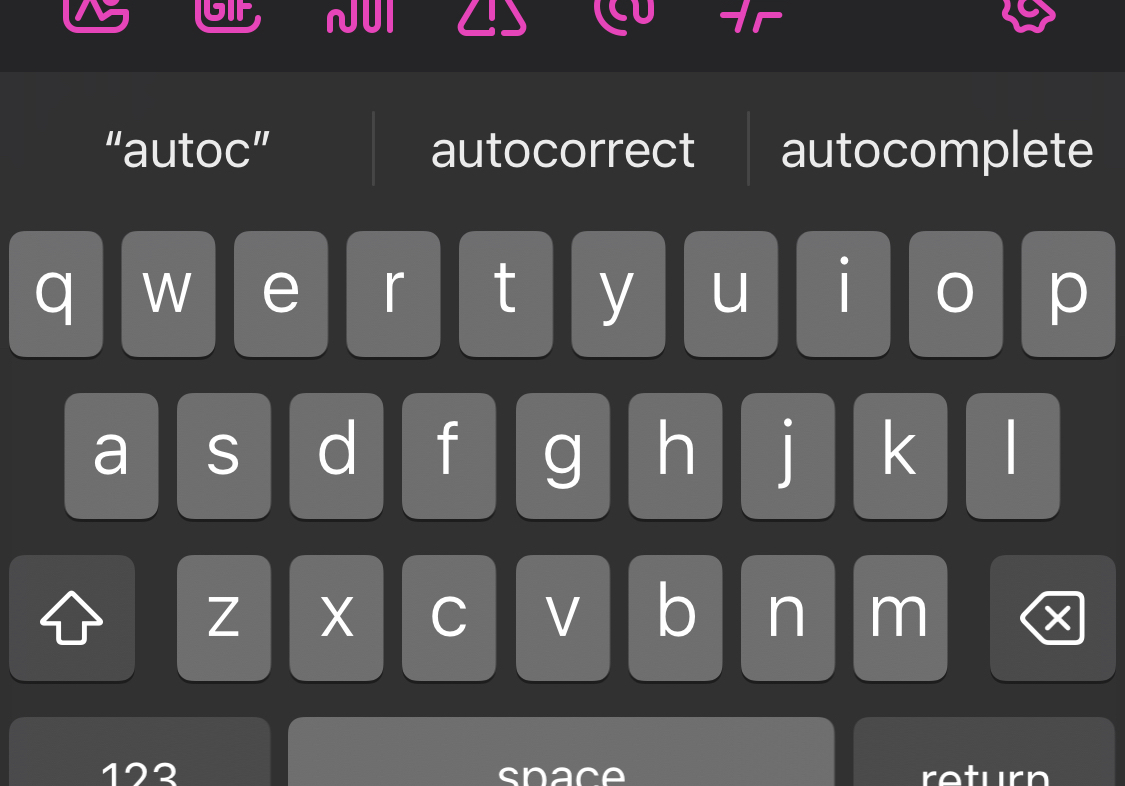 GIF
“autoc” autocorrect autocomplete
q w e r t y u i o p
a s d f g h j k l
z x c v b n m
123 space return